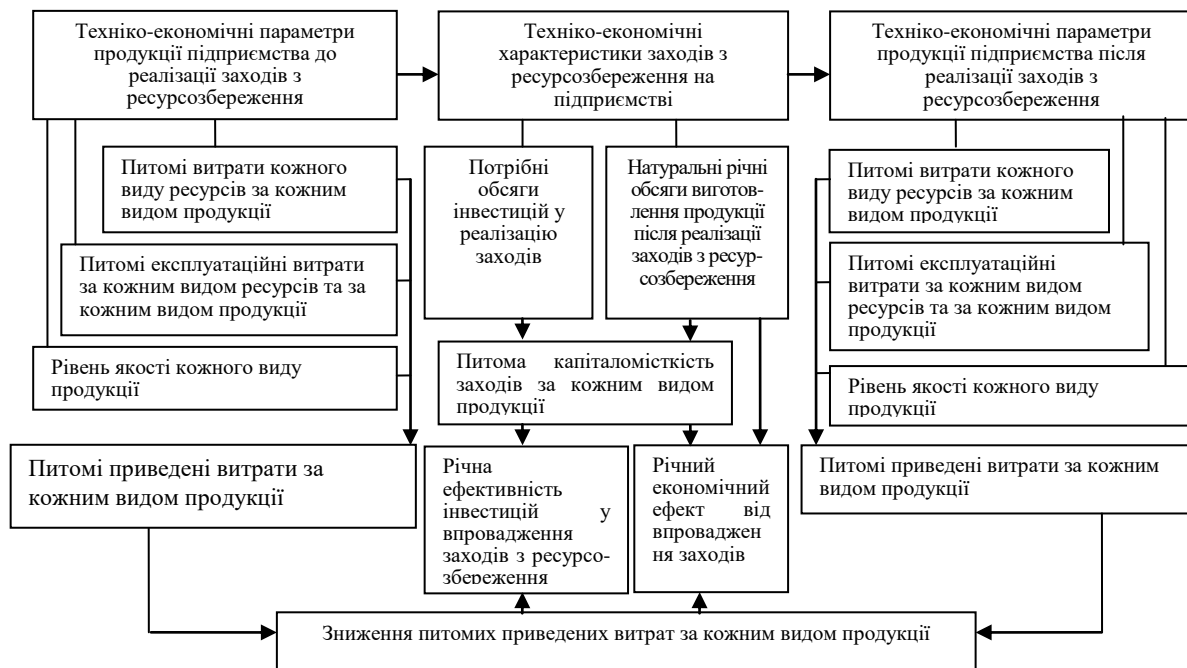 Техніко-економічні параметри
продукції підприємства до
реалізації заходів з
ресурсозбереження
Техніко-економічні
характеристики заходів з
ресурсозбереження на
підприємстві
Техніко-економічні параметри
продукції підприємства після
реалізації заходів з
ресурсозбереження
Питомі витрати кожного
виду ресурсів за кожним
видом продукції
Потрібні
обсяги
інвестицій у
реалізацію
заходів
Натуральні річні
обсяги виготов-
лення продукції
після реалізації
заходів з ресур-
созбереження
Питомі витрати кожного
виду ресурсів за кожним
видом продукції
Питомі експлуатаційні витрати
за кожним видом ресурсів та за
кожним видом продукції
Питомі експлуатаційні
витрати за кожним видом
ресурсів та за кожним видом
продукції
Рівень якості кожного виду
продукції
Питома капіталомісткість
заходів за кожним видом
продукції
Рівень якості кожного виду
продукції
Питомі приведені витрати за
кожним видом продукції
Річна
ефективність
інвестицій у
впровадження
заходів з ресурсо-
збереження
Річний
економічний
ефект від
впроваджен
ня заходів
Питомі приведені витрати за кожним
видом продукції
Зниження питомих приведених витрат за кожним видом продукції